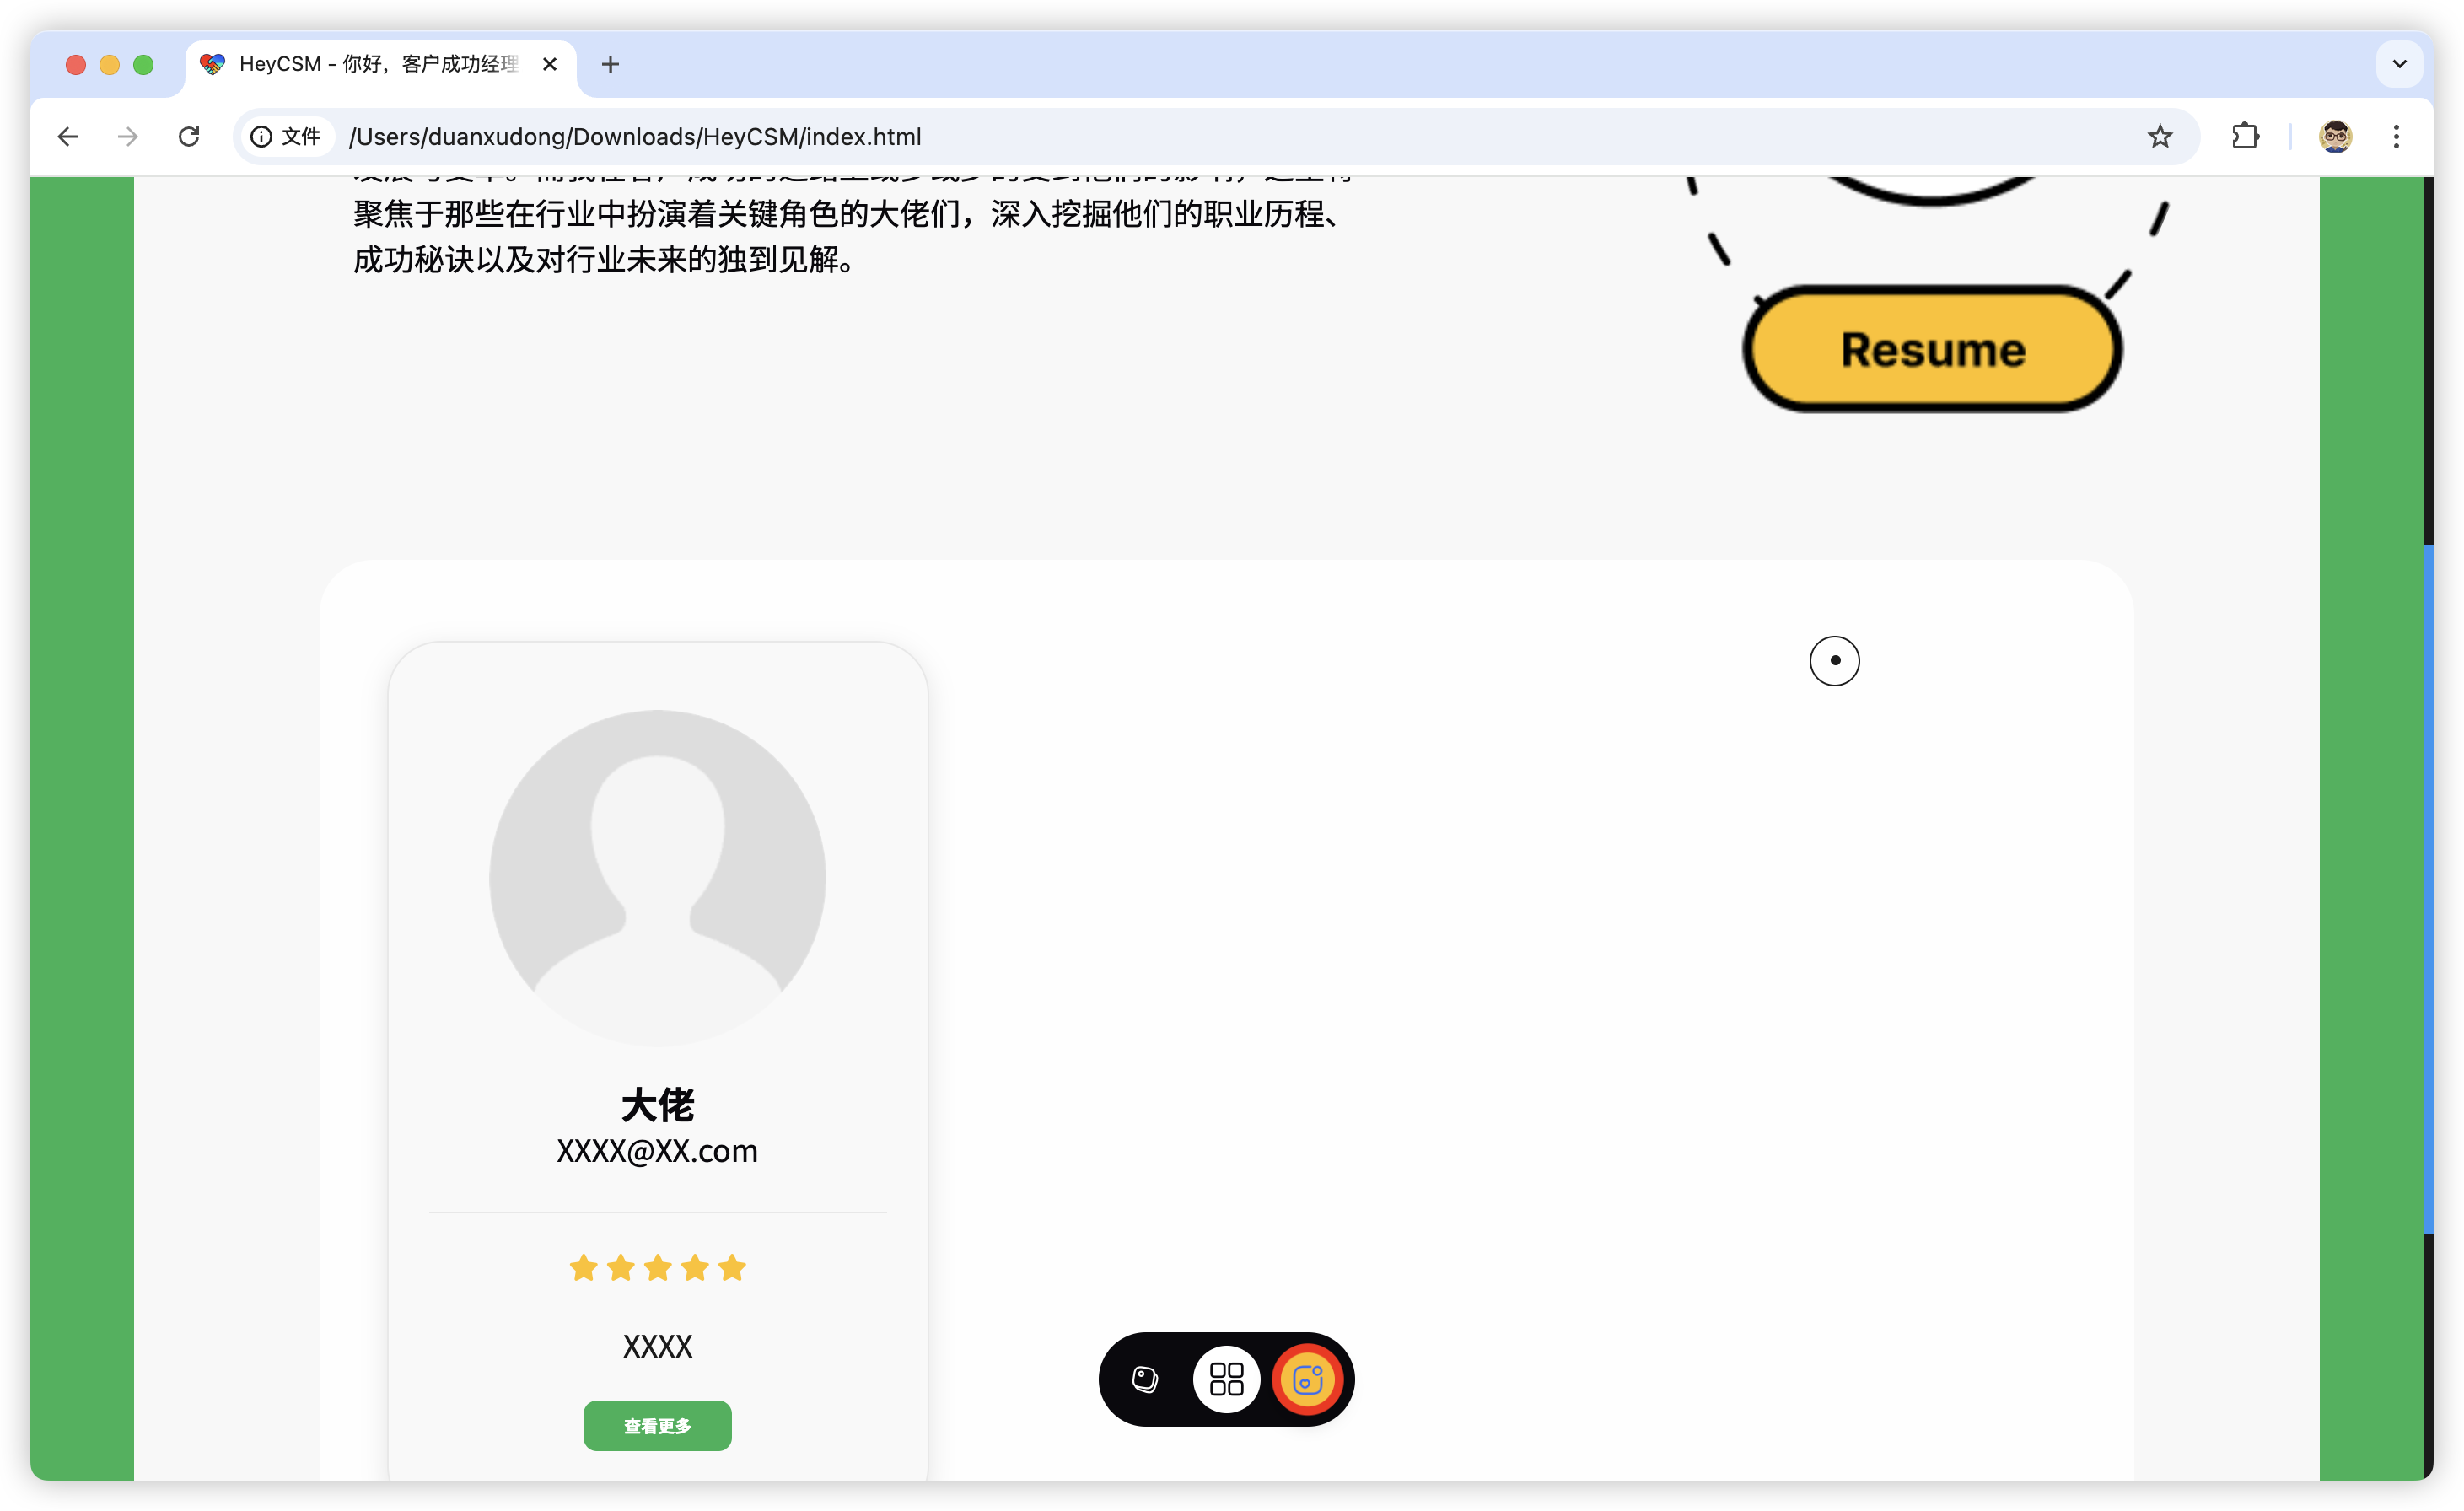 HeyCSM - 你好，客户成功经理
文件 /Users/duanxudong/Downloads/HeyCSM/index.html
聚焦于那些在行业中扮演着关键角色的大佬们，深入挖掘他们的职业历程、
成功秘诀以及对行业未来的独到见解。
Resume
大佬
XXXX@XX.com
XXXX
查看更多